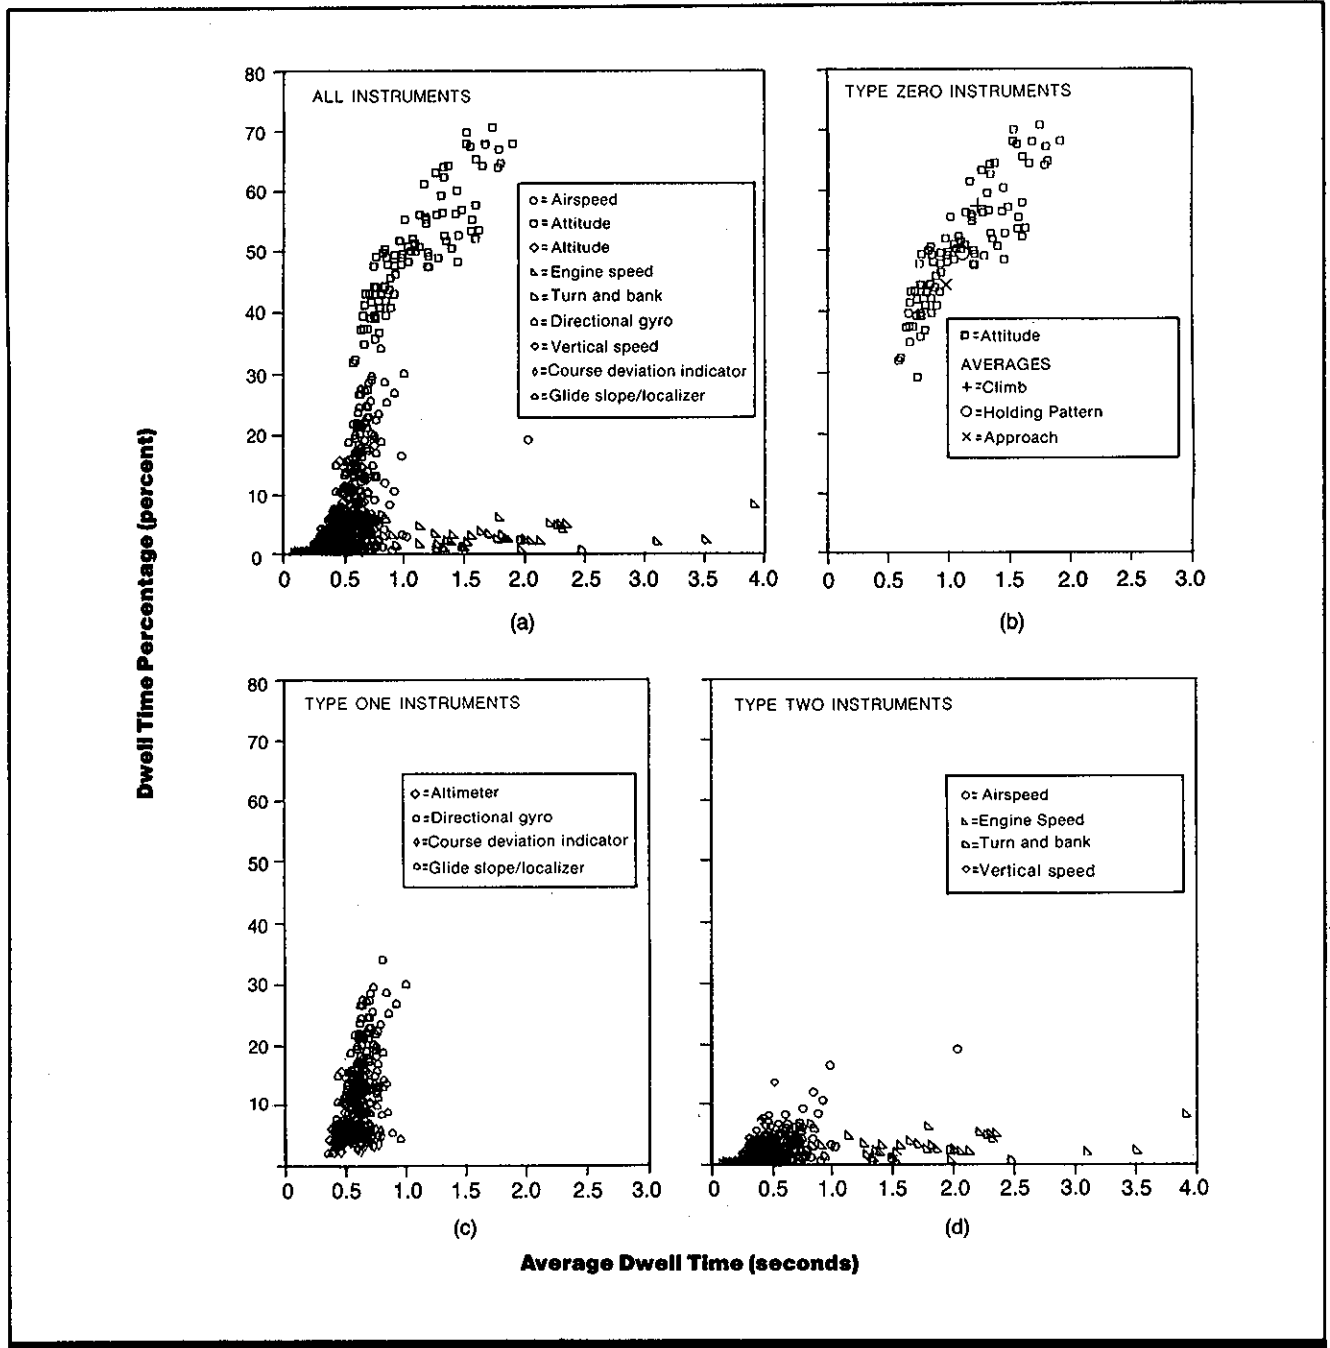 Dwell Time Percentage (percent)
80
70
60
50
40
30
20
10
0
ALL INSTRUMENTS
= Airspeed
= Attitude
= Altitude
= Engine speed
= Turn and bank
= Directional gyro
= Vertical speed
= Course deviation indicator
= Glide slope/localizer
0 0.5 1.0 1.5 2.0 2.5 3.0 3.5 4.0
(a)
TYPE ZERO INSTRUMENTS
= Attitude
AVERAGES
+ = Climb
= Holding Pattern
× = Approach
0 0.5 1.0 1.5 2.0 2.5 3.0
(b)
80
70
60
50
40
30
20
10
TYPE ONE INSTRUMENTS
= Altimeter
= Directional gyro
= Course deviation indicator
= Glide slope/localizer
0 0.5 1.0 1.5 2.0 2.5 3.0
(c)
TYPE TWO INSTRUMENTS
= Airspeed
= Engine Speed
= Turn and bank
= Vertical speed
0 0.5 1.0 1.5 2.0 2.5 3.0 3.5 4.0
(d)
Average Dwell Time (seconds)